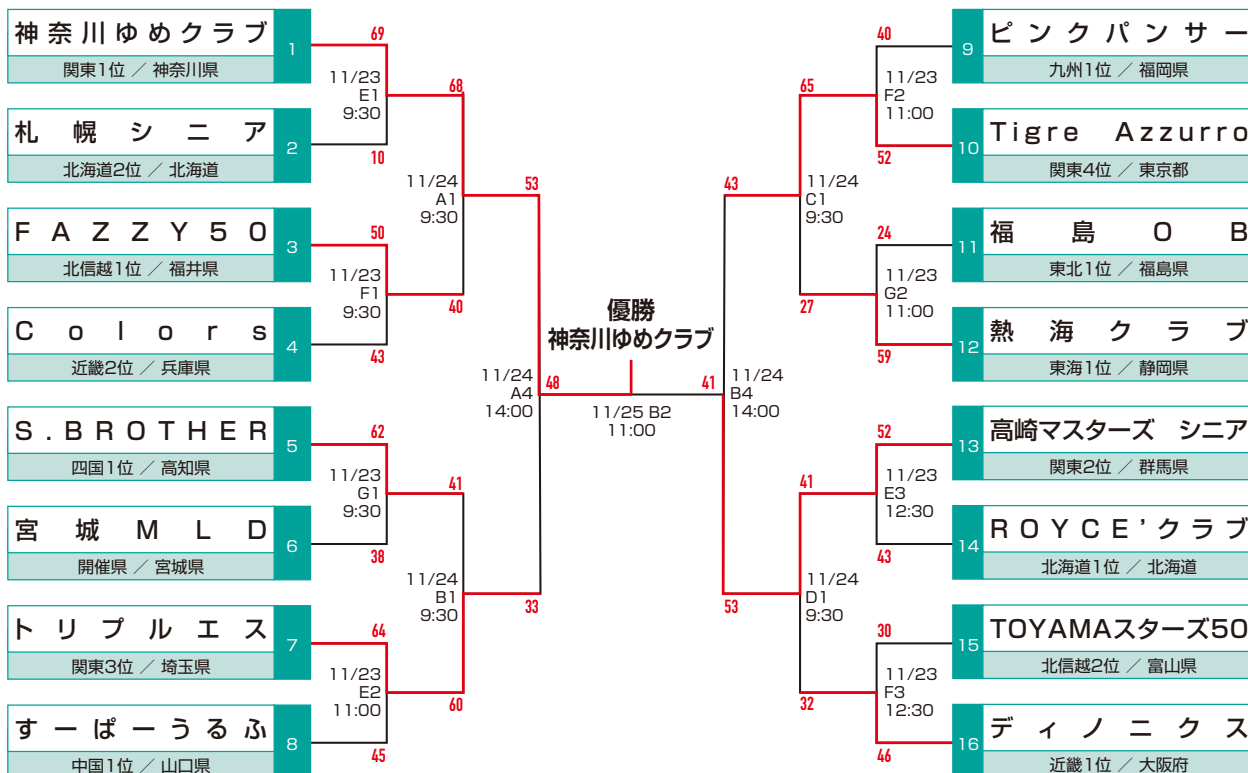 神奈川ゆめクラブ
1
関東1位 ／ 神奈川県
札幌シニア
2
北海道2位 ／ 北海道
FAZZY50
3
北信越1位 ／ 福井県
Colors
4
近畿2位 ／ 兵庫県
S.BROTHER
5
四国1位 ／ 高知県
宮城MLD
6
開催県 ／ 宮城県
トリプルエス
7
関東3位 ／ 埼玉県
すーぱーうるふ
8
中国1位 ／ 山口県
69
11/23
E1
9:30
10
50
11/23
F1
9:30
43
62
11/23
G1
9:30
38
64
11/23
E2
11:00
45
68
11/24
A1
9:30
40
41
11/24
B1
9:30
60
53
11/24
A4
14:00
33
優勝
神奈川ゆめクラブ
48
41
11/25 B2
11:00
43
11/24
B4
14:00
53
65
11/24
C1
9:30
27
41
11/24
D1
9:30
32
40
11/23
F2
11:00
52
24
11/23
G2
11:00
59
52
11/23
E3
12:30
43
30
11/23
F3
12:30
46
9
ピンクパンサー
九州1位 ／ 福岡県
10
Tigre Azzurro
関東4位 ／ 東京都
11
福島OB
東北1位 ／ 福島県
12
熱海クラブ
東海1位 ／ 静岡県
13
高崎マスターズ シニア
関東2位 ／ 群馬県
14
ROYCE'クラブ
北海道1位 ／ 北海道
15
TOYAMAスターズ50
北信越2位 ／ 富山県
16
ディノニクス
近畿1位 ／ 大阪府